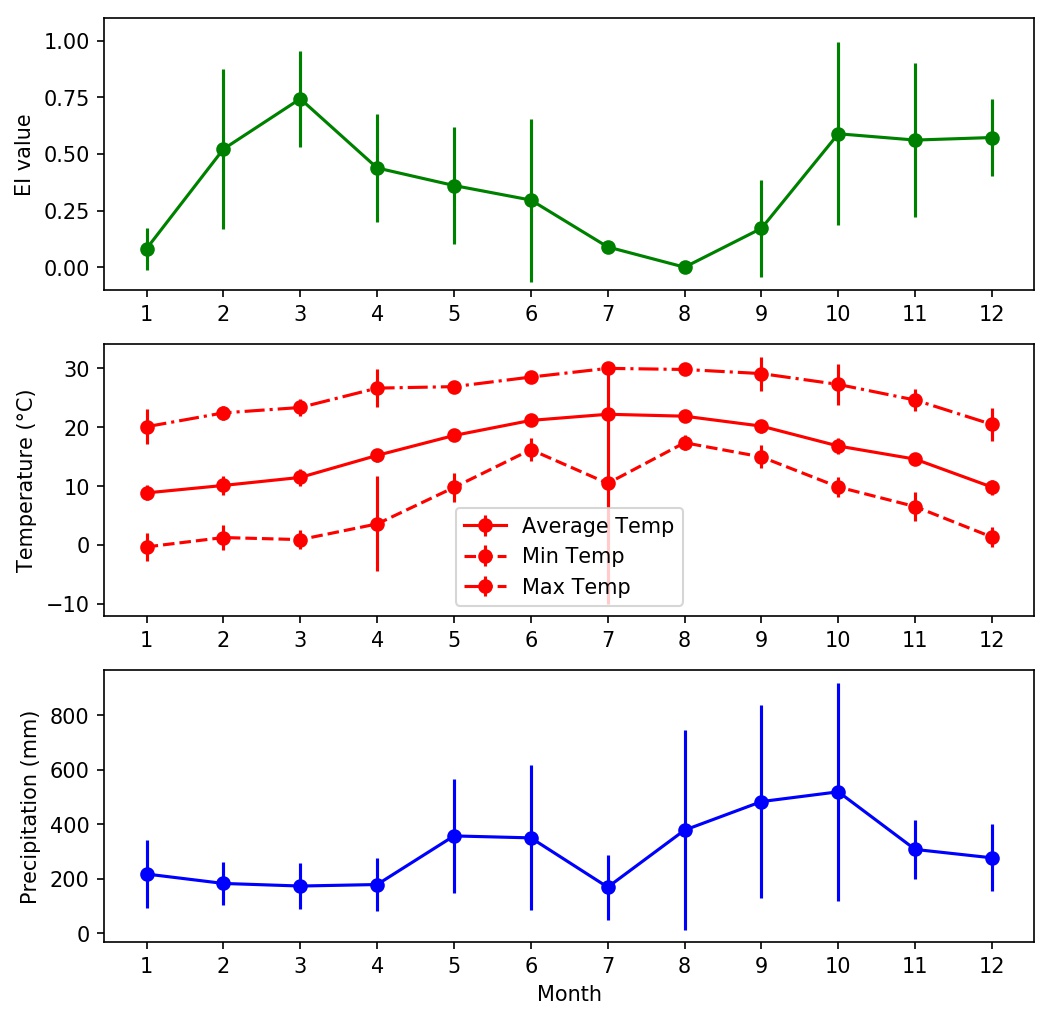 EI value
1.00
0.75
0.50
0.25
0.00
1 2 3 4 5 6 7 8 9 10 11 12
Temperature (°C)
30
20
10
0
−10
Average Temp
Min Temp
Max Temp
1 2 3 4 5 6 7 8 9 10 11 12
Precipitation (mm)
800
600
400
200
0
1 2 3 4 5 6 7 8 9 10 11 12
Month